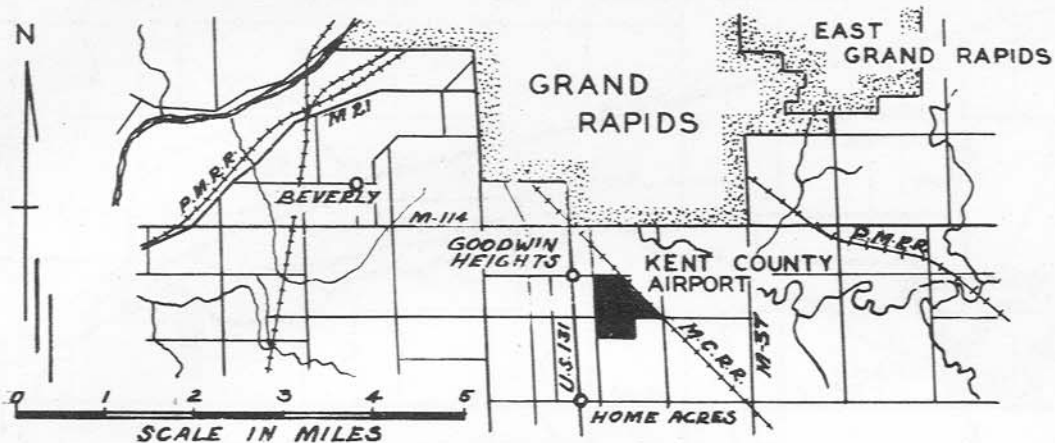 N
EAST
GRAND RAPIDS
GRAND
RAPIDS
M 21
P.M.R.R.
BEVERLY
M-114
GOODWIN
HEIGHTS
KENT COUNTY
AIRPORT
P.M.R.R.
U.S. 131
M.C.R.R.
M-57
HOME ACRES
0 1 2 3 4 5
SCALE IN MILES